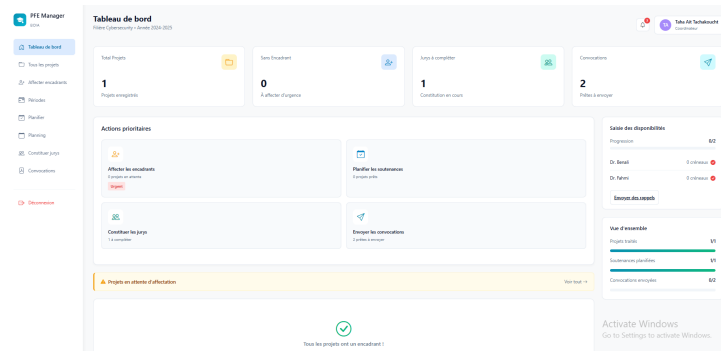 PFE Manager
Tableau de bord
Tous les projets
Affecter encadrants
Périodes
Planifier
Planning
Constituer jurys
Convocations
Déconnexion
Tableau de bord
Filière Cybersecurity • Année 2024-2025
Taha Ait Tachakoucht
Coordinateur
TA
Total Projets
1
Projets enregistrés
Sans Encadrant
0
À affecter d'urgence
Jurys à compléter
1
Constitution en cours
Convocations
2
Prêtes à envoyer
Actions prioritaires
Affecter les encadrants
0 projets en attente
Urgent
Planifier les soutenances
0 projets prêts
Constituer les jurys
1 à compléter
Envoyer les convocations
2 prêtes à envoyer
Projets en attente d'affectation
Voir tout →
Tous les projets ont un encadrant !
Saisie des disponibilités
Progression 0/2
Dr. Benali 0 créneaux
Dr. Fahmi 0 créneaux
Envoyer des rappels
Vue d'ensemble
Projets traités 1/1
Soutenances planifiées 1/1
Convocations envoyées 0/2
Activate Windows
Go to Settings to activate Windows.